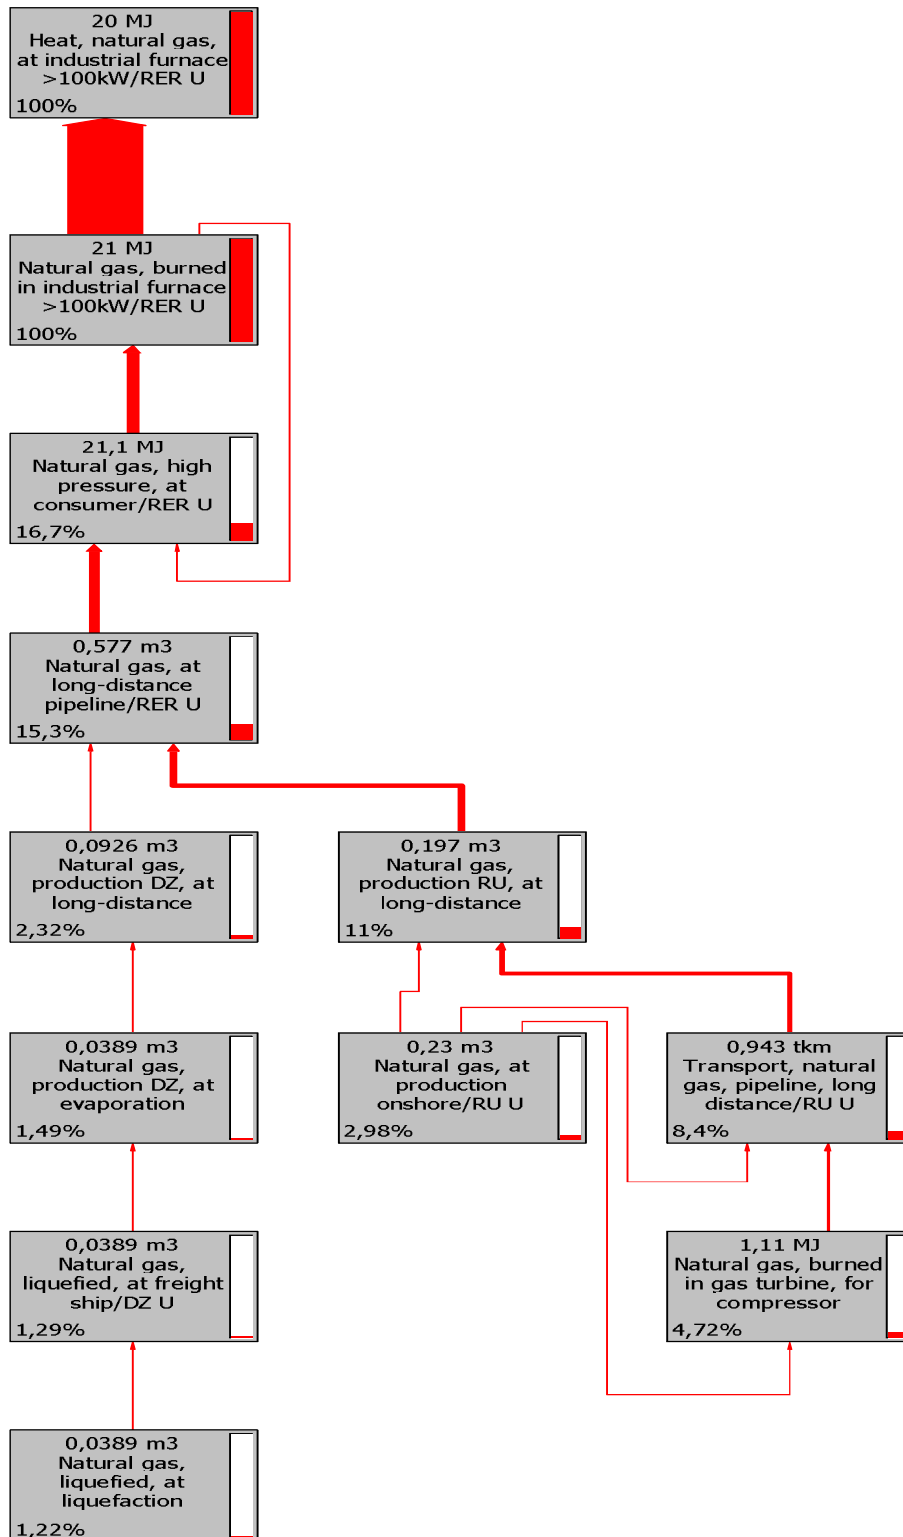 20 MJ
Heat, natural gas,
at industrial furnace
>100kW/RER U
100%
21 MJ
Natural gas, burned
in industrial furnace
>100kW/RER U
100%
21,1 MJ
Natural gas, high
pressure, at
consumer/RER U
16,7%
0,577 m3
Natural gas, at
long-distance
pipeline/RER U
15,3%
0,0926 m3
Natural gas,
production DZ, at
long-distance
2,32%
0,197 m3
Natural gas,
production RU, at
long-distance
11%
0,0389 m3
Natural gas,
production DZ, at
evaporation
1,49%
0,23 m3
Natural gas, at
production
onshore/RU U
2,98%
0,943 tkm
Transport, natural
gas, pipeline, long
distance/RU U
8,4%
0,0389 m3
Natural gas,
liquefied, at freight
ship/DZ U
1,29%
1,11 MJ
Natural gas, burned
in gas turbine, for
compressor
4,72%
0,0389 m3
Natural gas,
liquefied, at
liquefaction
1,22%